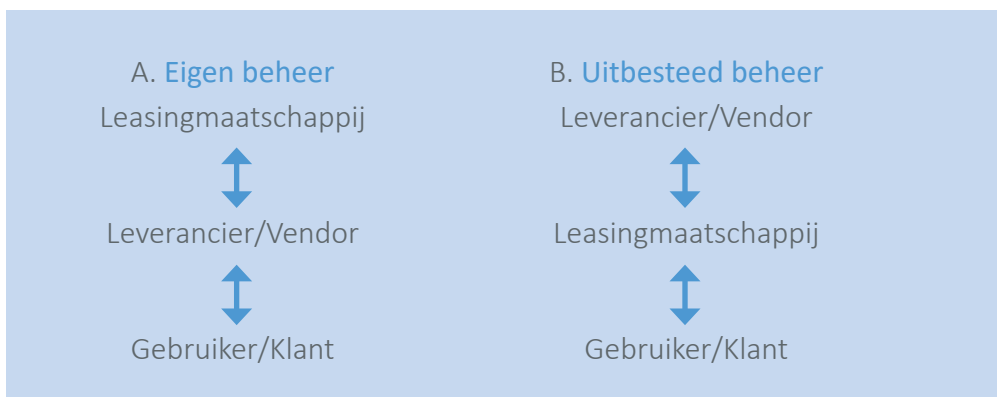 A. Eigen beheer
Leasingmaatschappij
Leverancier/Vendor
Gebruiker/Klant
B. Uitbesteed beheer
Leverancier/Vendor
Leasingmaatschappij
Gebruiker/Klant